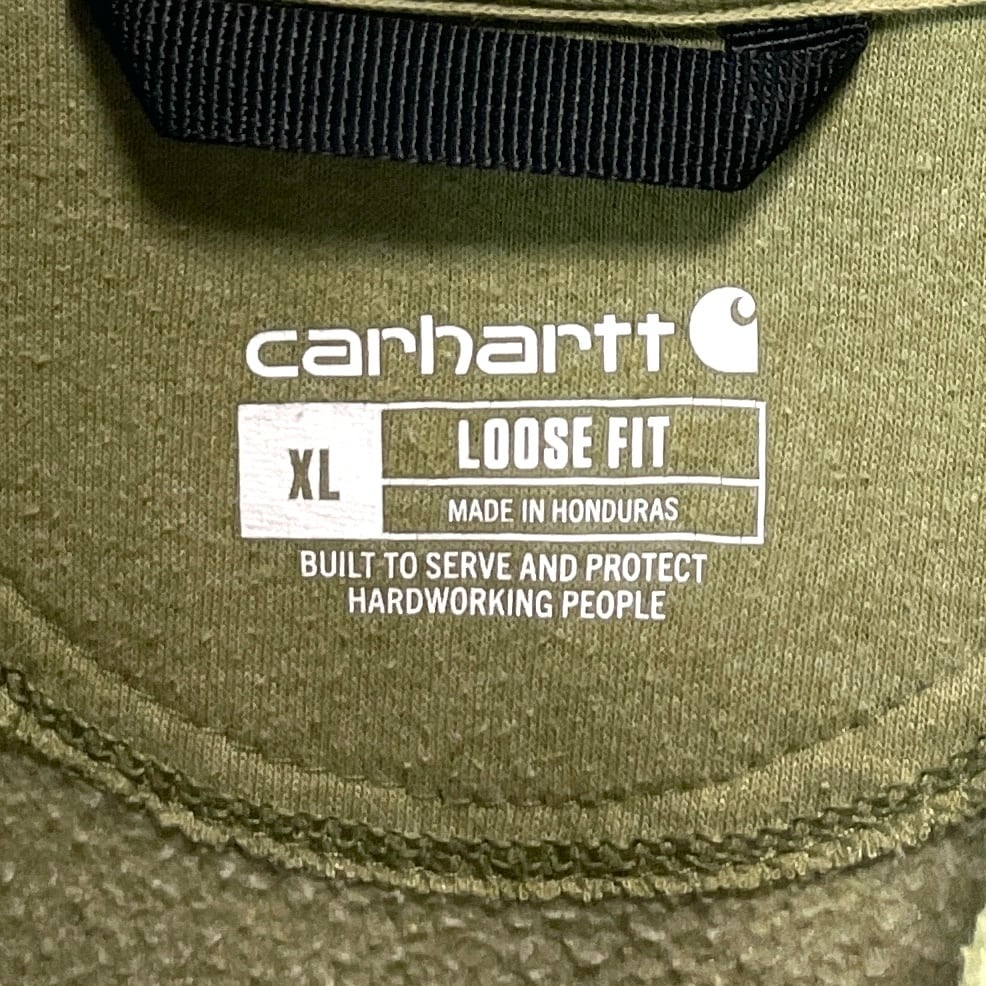 carhartt
XL
LOOSE FIT
MADE IN HONDURAS
BUILT TO SERVE AND PROTECT
HARDWORKING PEOPLE